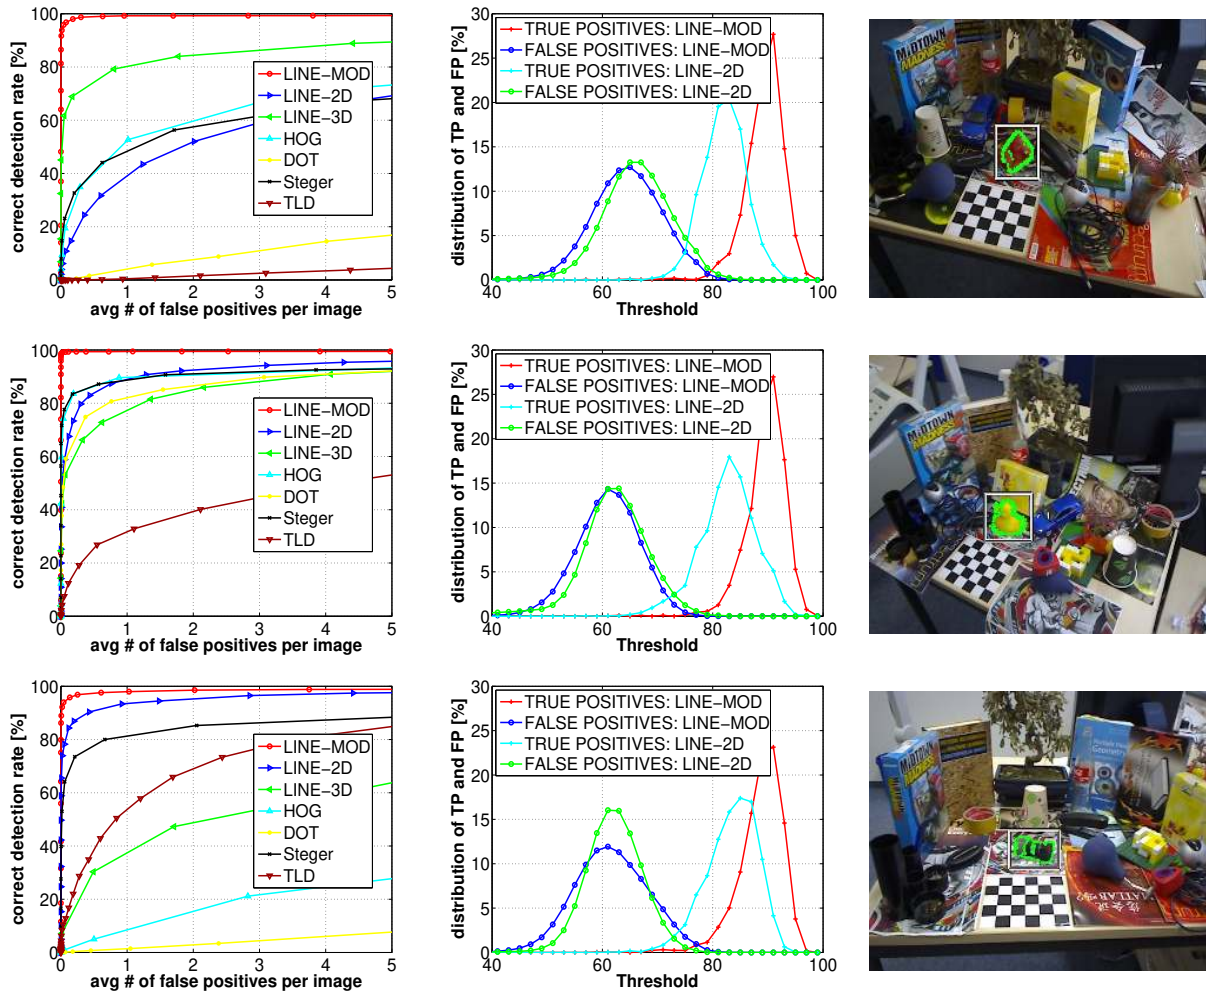 correct detection rate [%]
100
80
60
40
20
0
0 1 2 3 4 5
avg # of false positives per image
LINE-MOD
LINE-2D
LINE-3D
HOG
DOT
Steger
TLD
distribution of TP and FP [%]
30
25
20
15
10
5
0
40 60 80 100
Threshold
TRUE POSITIVES: LINE-MOD
FALSE POSITIVES: LINE-MOD
TRUE POSITIVES: LINE-2D
FALSE POSITIVES: LINE-2D
MIDTOWN
MADNESS
correct detection rate [%]
100
80
60
40
20
0
0 1 2 3 4 5
avg # of false positives per image
LINE-MOD
LINE-2D
LINE-3D
HOG
DOT
Steger
TLD
distribution of TP and FP [%]
30
25
20
15
10
5
0
40 60 80 100
Threshold
TRUE POSITIVES: LINE-MOD
FALSE POSITIVES: LINE-MOD
TRUE POSITIVES: LINE-2D
FALSE POSITIVES: LINE-2D
MIDTOWN
MADNESS
correct detection rate [%]
100
80
60
40
20
0
0 1 2 3 4 5
avg # of false positives per image
LINE-MOD
LINE-2D
LINE-3D
HOG
DOT
Steger
TLD
distribution of TP and FP [%]
30
25
20
15
10
5
0
40 60 80 100
Threshold
TRUE POSITIVES: LINE-MOD
FALSE POSITIVES: LINE-MOD
TRUE POSITIVES: LINE-2D
FALSE POSITIVES: LINE-2D
MIDTOWN
MADNESS
Geometry
MATLAB